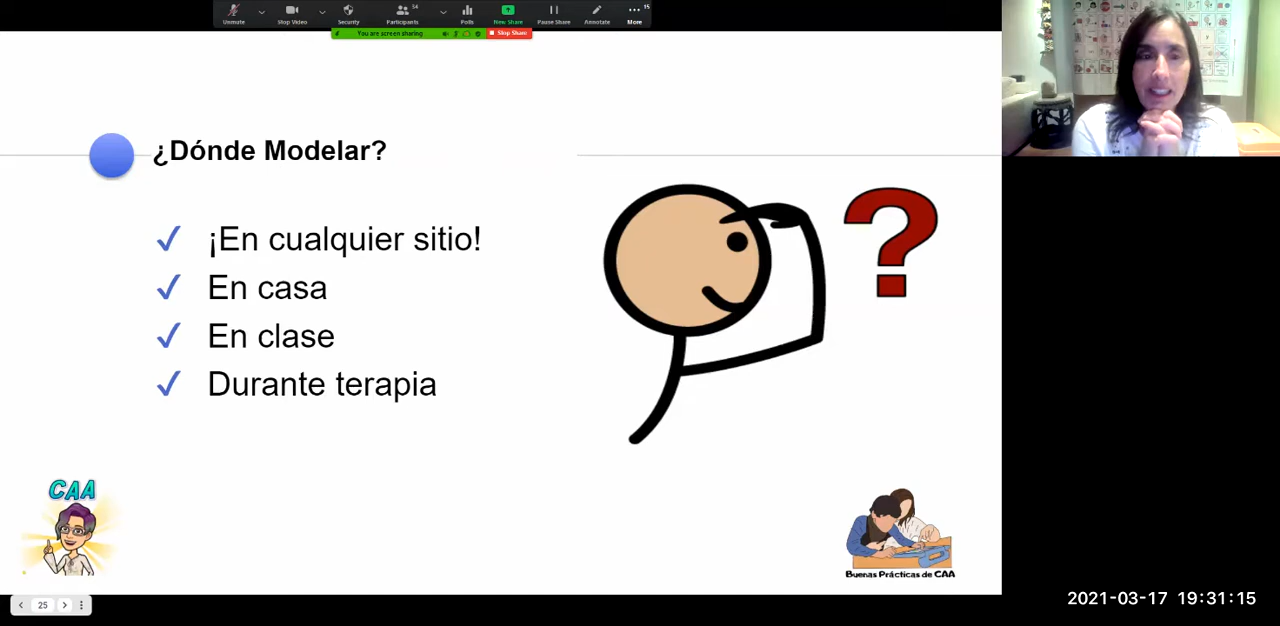 Unmute
Stop Video
Security
Participants
14
Polls
New Share
Pause Share
Annotate
More
15
You are screen sharing
Stop Share
¿Dónde Modelar?
¡En cualquier sitio!
En casa
En clase
Durante terapia
?
CAA
Buenas Prácticas de CAA
25
2021-03-17 19:31:15